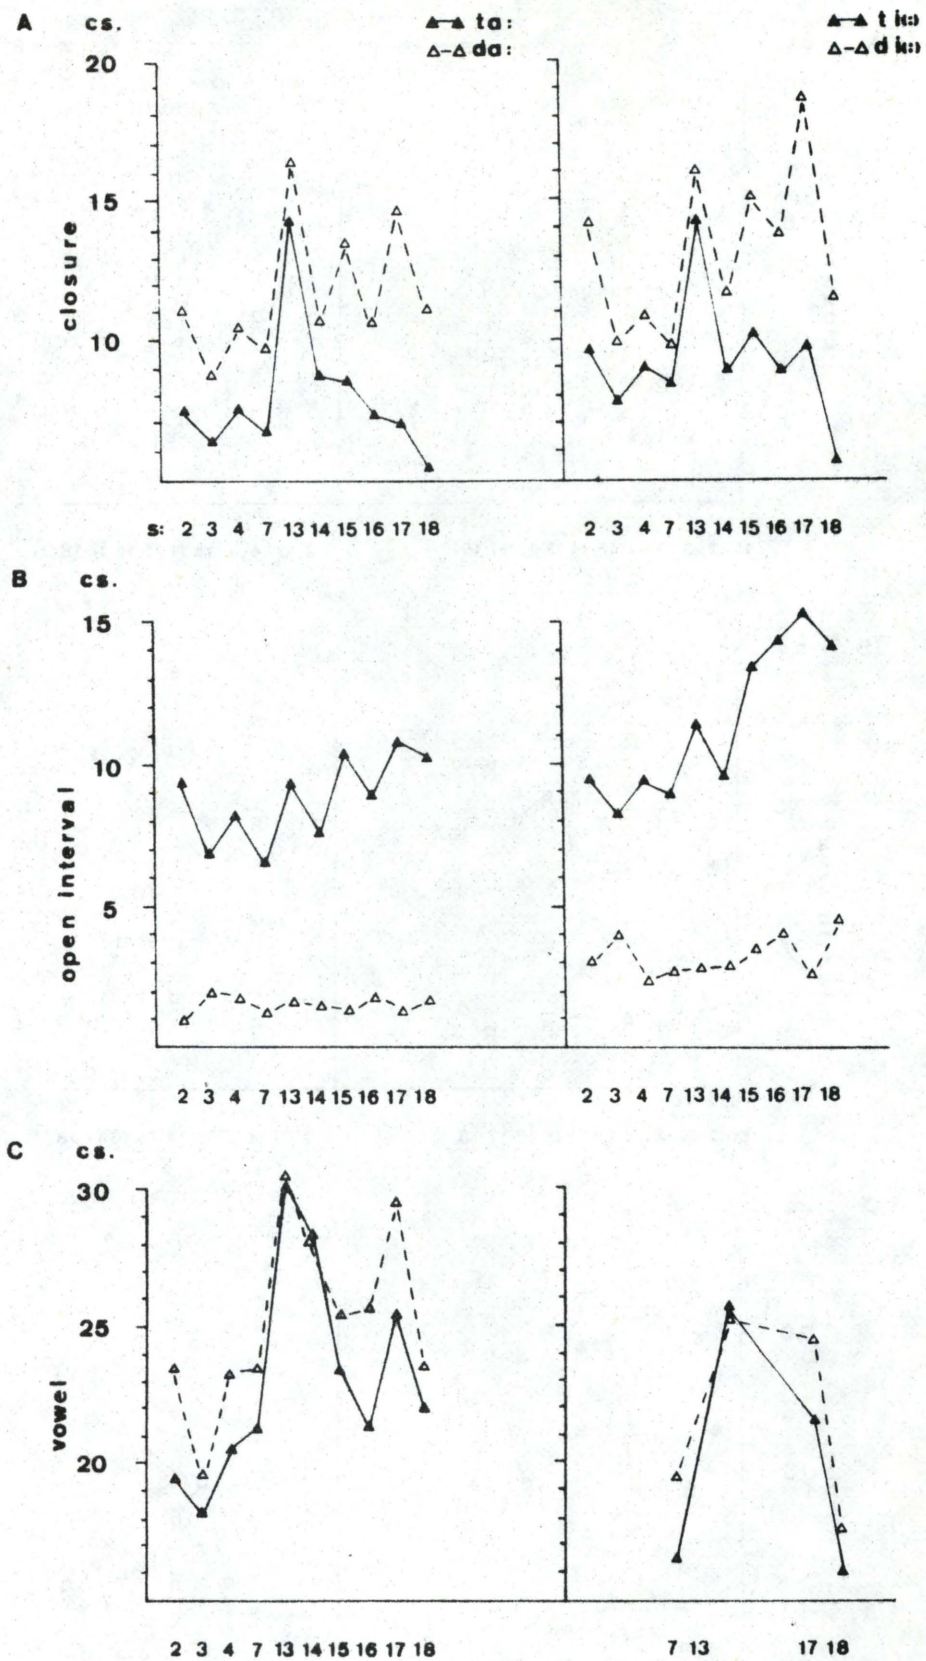 A cs. ta: 
da:
20
15
10
closure
s: 2 3 4 7 13 14 15 16 17 18
2 3 4 7 13 14 15 16 17 18
B cs.
15
10
5
open interval
2 3 4 7 13 14 15 16 17 18
2 3 4 7 13 14 15 16 17 18
C cs.
30
25
20
vowel
2 3 4 7 13 14 15 16 17 18
7 13 17 18